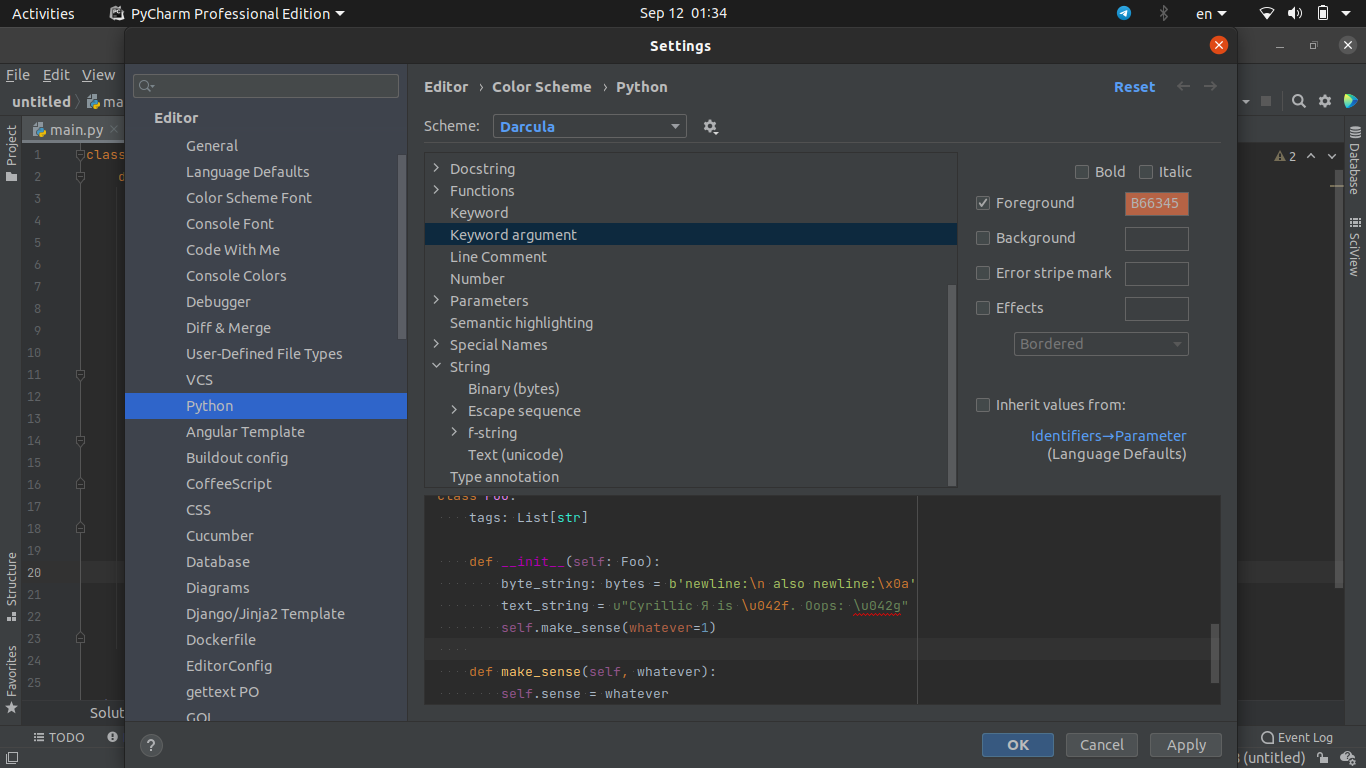 Activities PyCharm Professional Edition Sep 12 01:34 en
Settings
File Edit View
Editor › Color Scheme › Python Reset
untitled ma
Scheme: Darcula
main.py
Project
Structure
Favorites
1
2
3
4
5
6
7
8
9
10
11
12
13
14
15
16
17
18
19
20
21
22
23
24
25
class
d
Solut
Editor
General
Language Defaults
Color Scheme Font
Console Font
Code With Me
Console Colors
Debugger
Diff & Merge
User-Defined File Types
VCS
Python
Angular Template
Buildout config
CoffeeScript
CSS
Cucumber
Database
Diagrams
Django/Jinja2 Template
Dockerfile
EditorConfig
gettext PO
GQL
Docstring
Functions
Keyword
Keyword argument
Line Comment
Number
Parameters
Semantic highlighting
Special Names
String
Binary (bytes)
Escape sequence
f-string
Text (unicode)
Type annotation
Bold Italic
Foreground B66345
Background
Error stripe mark
Effects
Bordered
Inherit values from:
Identifiers→Parameter
(Language Defaults)
class Foo:
tags: List[str]
def __init__(self: Foo):
byte_string: bytes = b'newline:\n also newline:\x0a'
text_string = u"Cyrillic Я is \u042f. Oops: \u042g"
self.make_sense(whatever=1)
def make_sense(self, whatever):
self.sense = whatever
2
Database
SciView
TODO
? OK Cancel Apply
Event Log
(untitled)